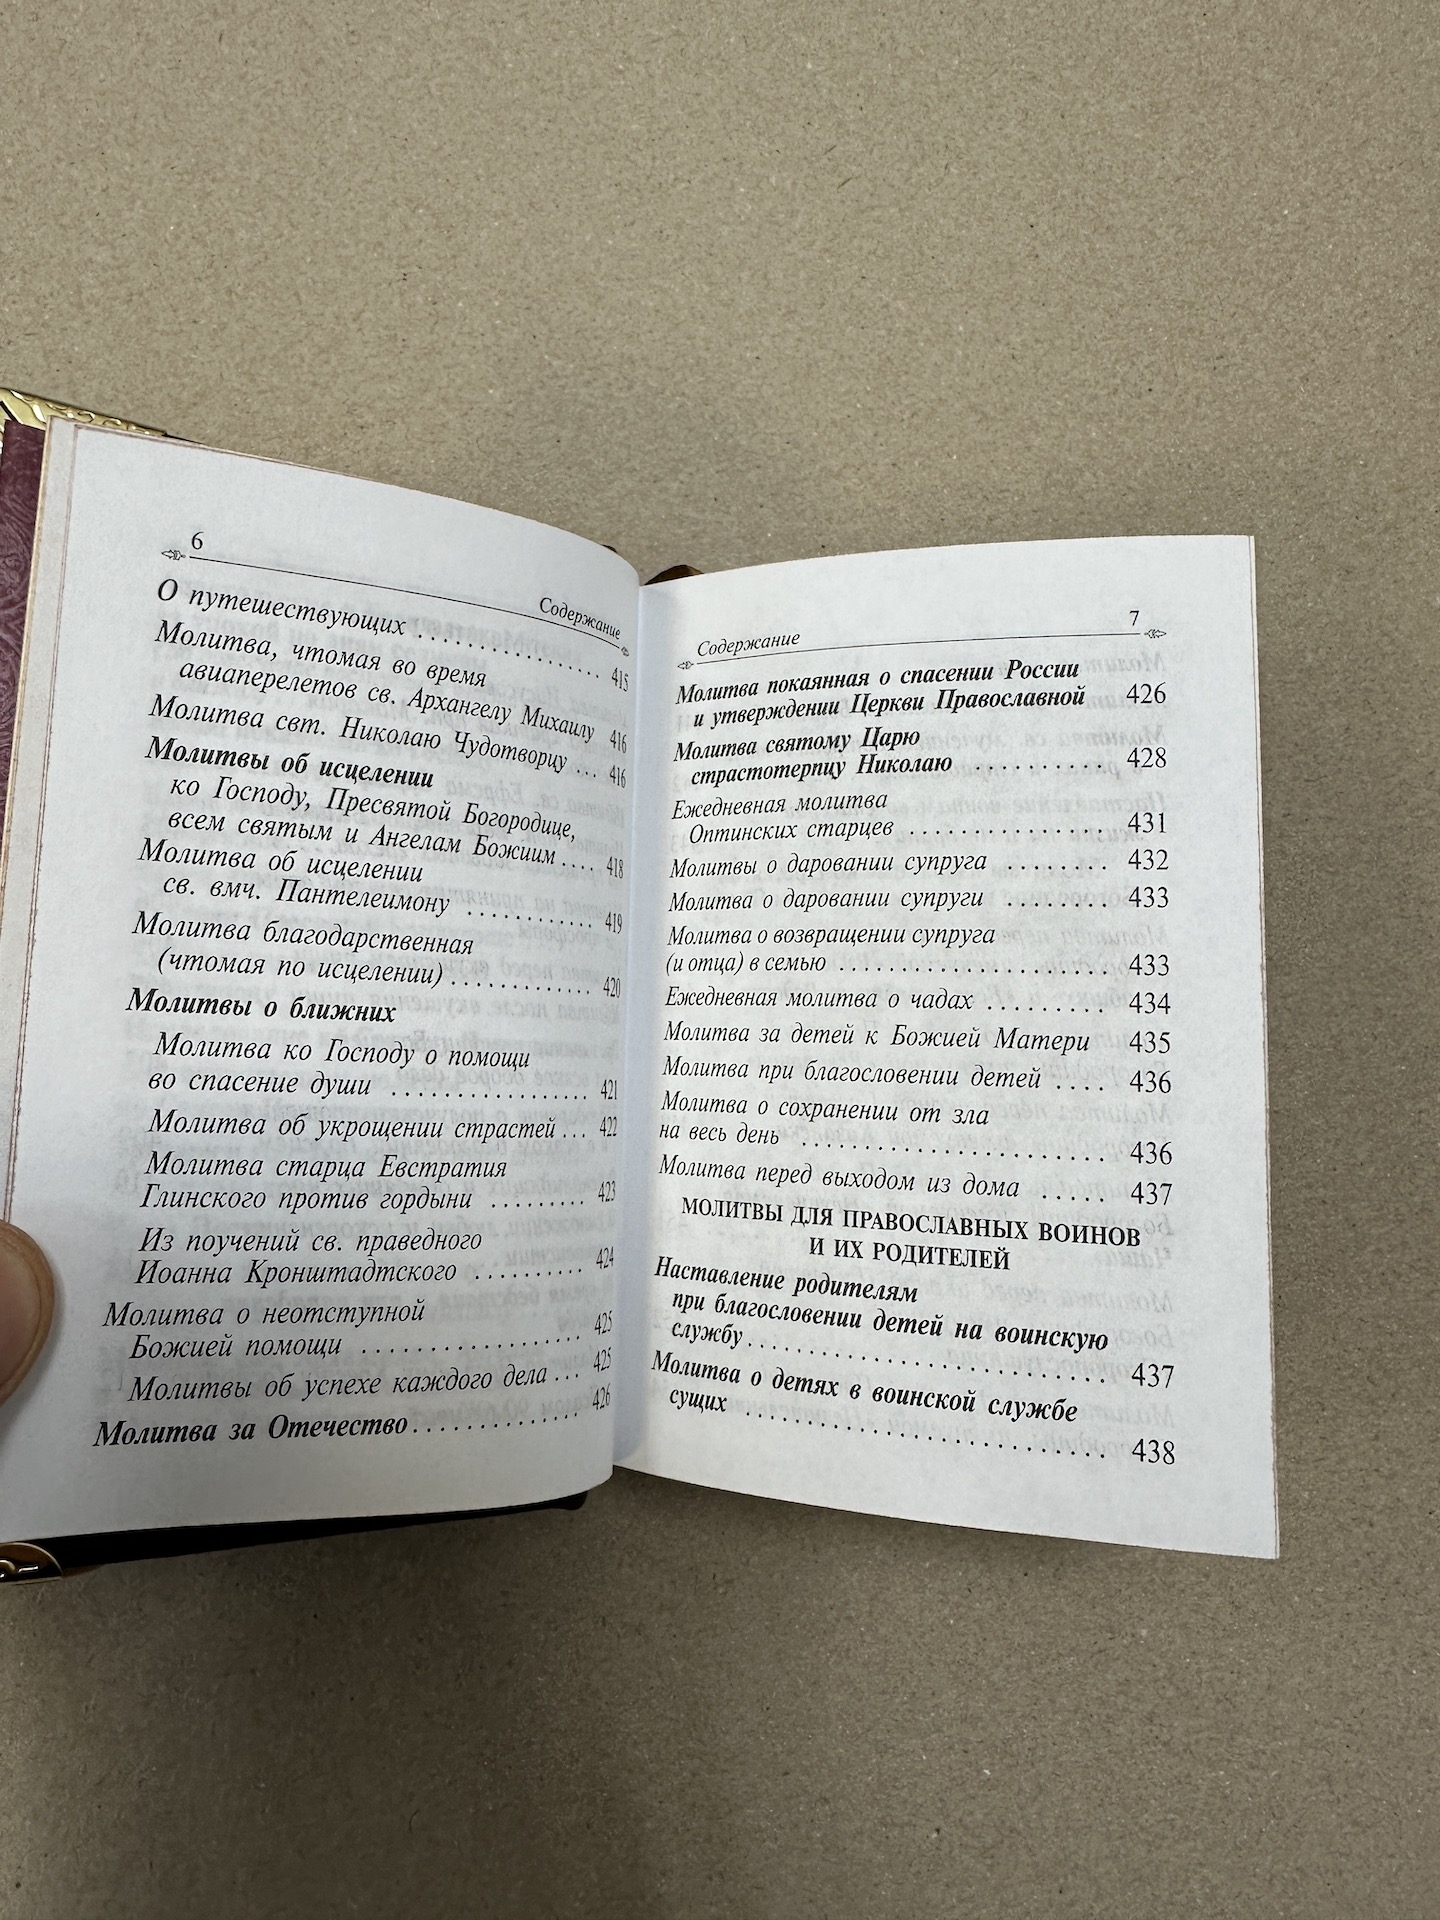 6
Содержание
О путешествующих . . . . . . . . . . . . . . . . 415
Молитва, чтомая во время
авиаперелетов св. Архангелу Михаилу 416
Молитва свт. Николаю Чудотворцу . . . 416
Молитвы об исцелении
ко Господу, Пресвятой Богородице,
всем святым и Ангелам Божиим . . . . 418
Молитва об исцелении
св. вмч. Пантелеимону . . . . . . . . . . . . 419
Молитва благодарственная
(чтомая по исцелении) . . . . . . . . . . . . . 420
Молитвы о ближних
Молитва ко Господу о помощи
во спасение души . . . . . . . . . . . . . . . . . . 421
Молитва об укрощении страстей . . . 422
Молитва старца Евстратия
Глинского против гордыни . . . . . . . . . 423
Из поучений св. праведного
Иоанна Кронштадтского . . . . . . . . . . 424
Молитва о неотступной
Божией помощи . . . . . . . . . . . . . . . . . . . 425
Молитвы об успехе каждого дела . . . 425
Молитва за Отечество . . . . . . . . . . . . . . 426
Содержание
7
Молитва покаянная о спасении России
и утверждении Церкви Православной 426
Молитва святому Царю
страстотерпцу Николаю . . . . . . . . . . 428
Ежедневная молитва
Оптинских старцев . . . . . . . . . . . . . . . 431
Молитвы о даровании супруга . . . . . . . . 432
Молитва о даровании супруги . . . . . . . . 433
Молитва о возвращении супруга
(и отца) в семью . . . . . . . . . . . . . . . . . . . . . 433
Ежедневная молитва о чадах . . . . . . . . . 434
Молитва за детей к Божией Матери 435
Молитва при благословении детей . . . . 436
Молитва о сохранении от зла
на весь день . . . . . . . . . . . . . . . . . . . . . . . . 436
Молитва перед выходом из дома . . . . . 437
МОЛИТВЫ ДЛЯ ПРАВОСЛАВНЫХ ВОИНОВ
И ИХ РОДИТЕЛЕЙ
Наставление родителям
при благословении детей на воинскую
службу . . . . . . . . . . . . . . . . . . . . . . . . . . . . 437
Молитва о детях в воинской службе
сущих . . . . . . . . . . . . . . . . . . . . . . . . . . . . 438